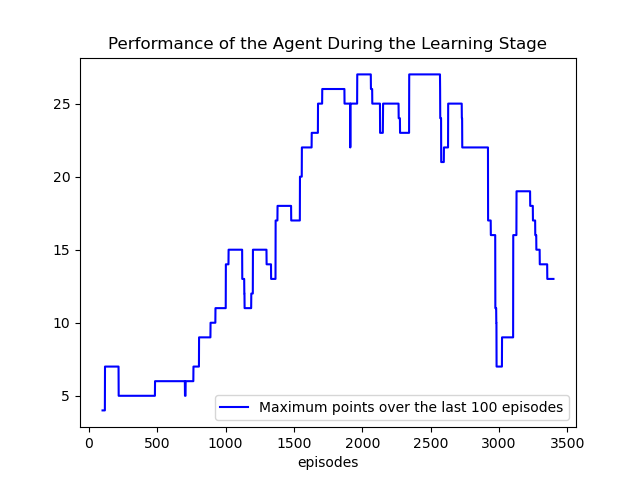 Performance of the Agent During the Learning Stage
25
20
15
10
5
Maximum points over the last 100 episodes
0 500 1000 1500 2000 2500 3000 3500
episodes